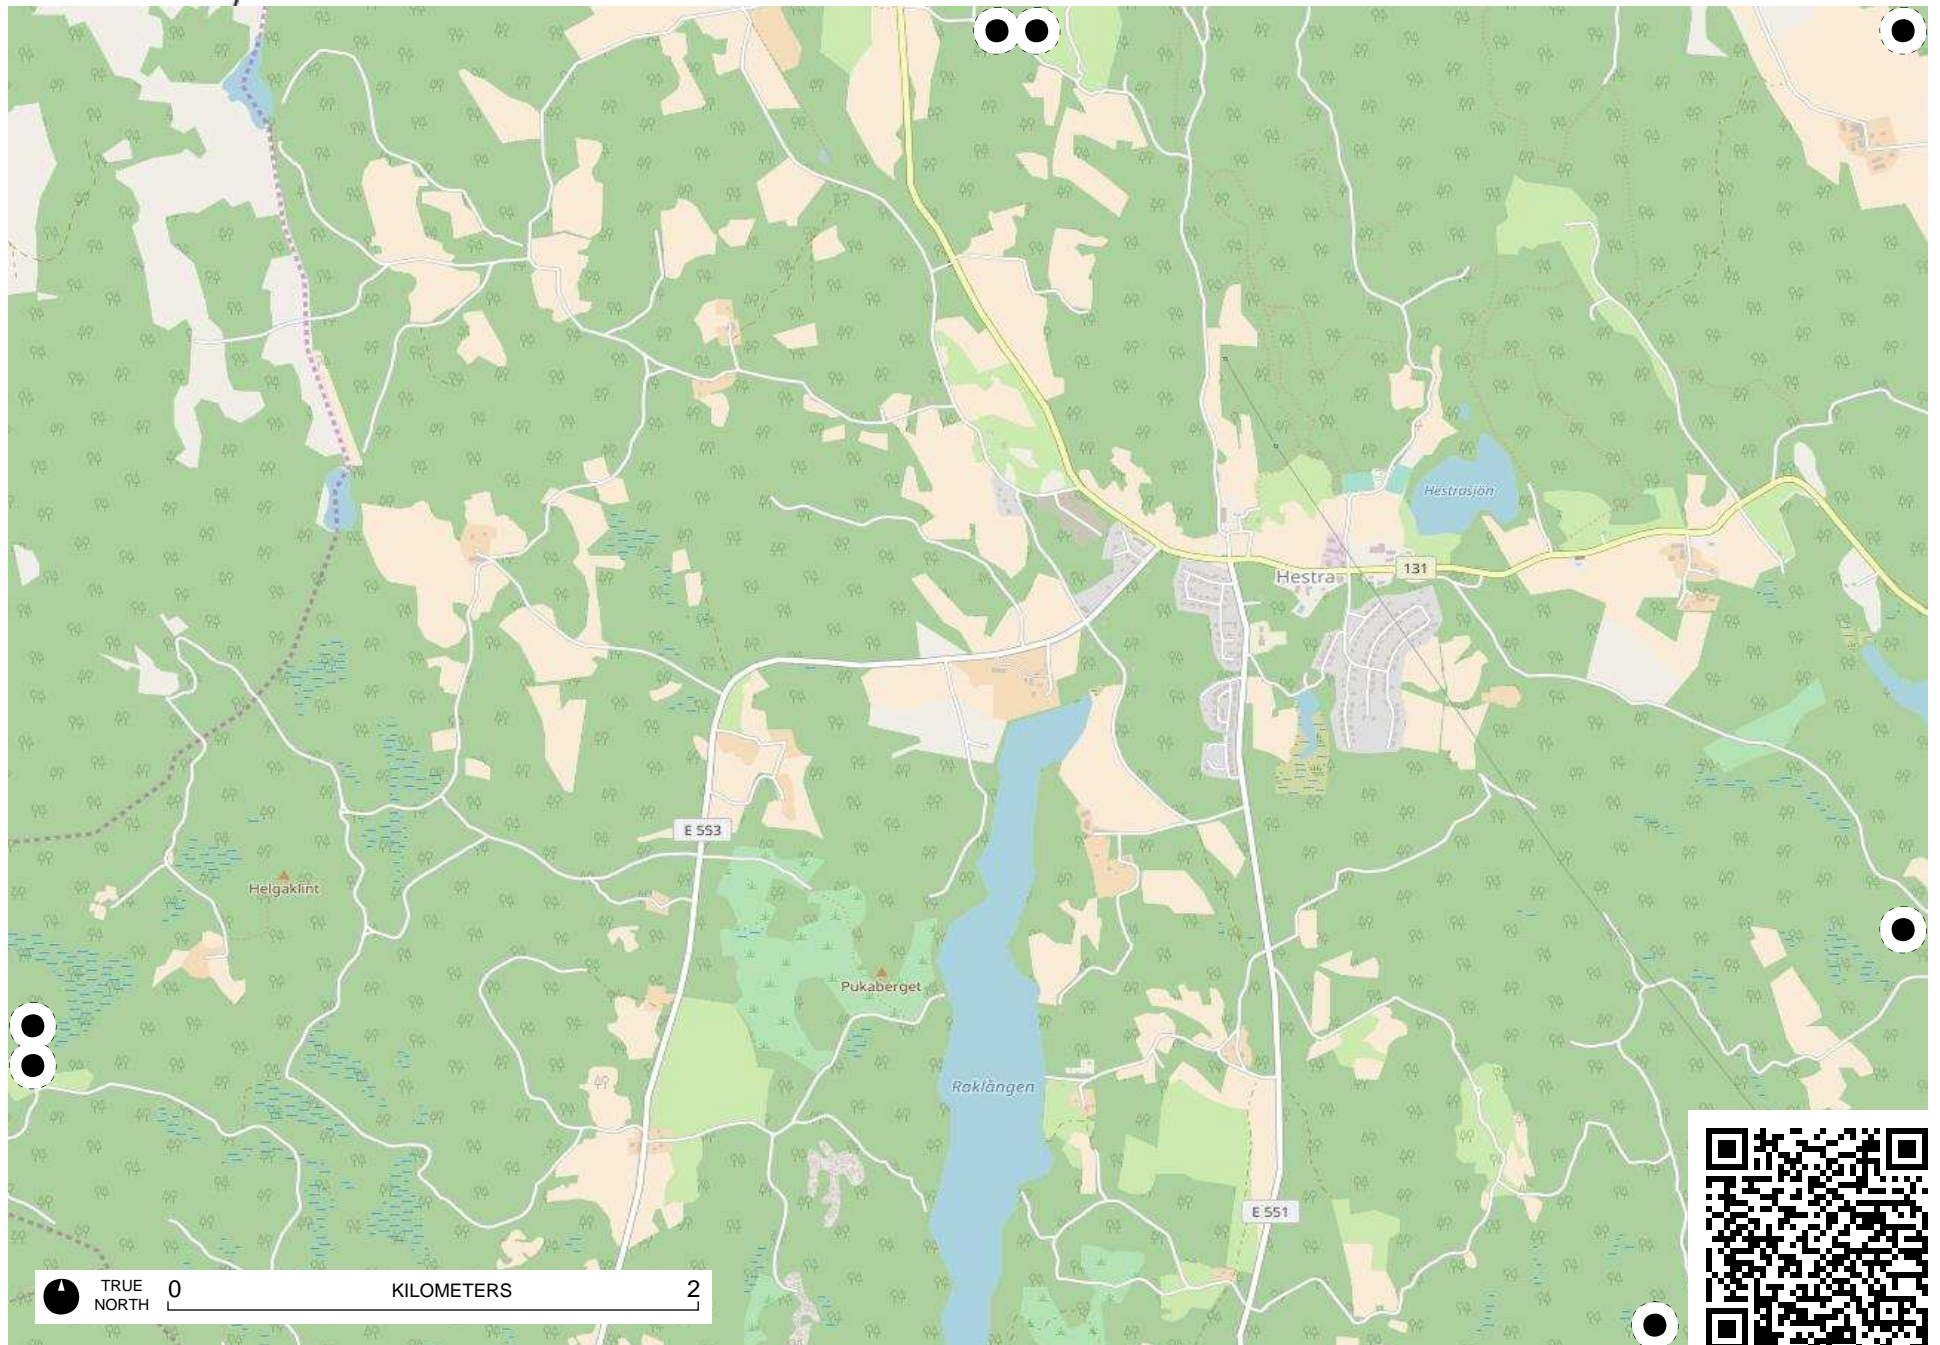 Hestrasjön
131
Hestra
E 553
Helgaklint
Pukaberget
Raklången
E 551
TRUE
NORTH
0
KILOMETERS
2